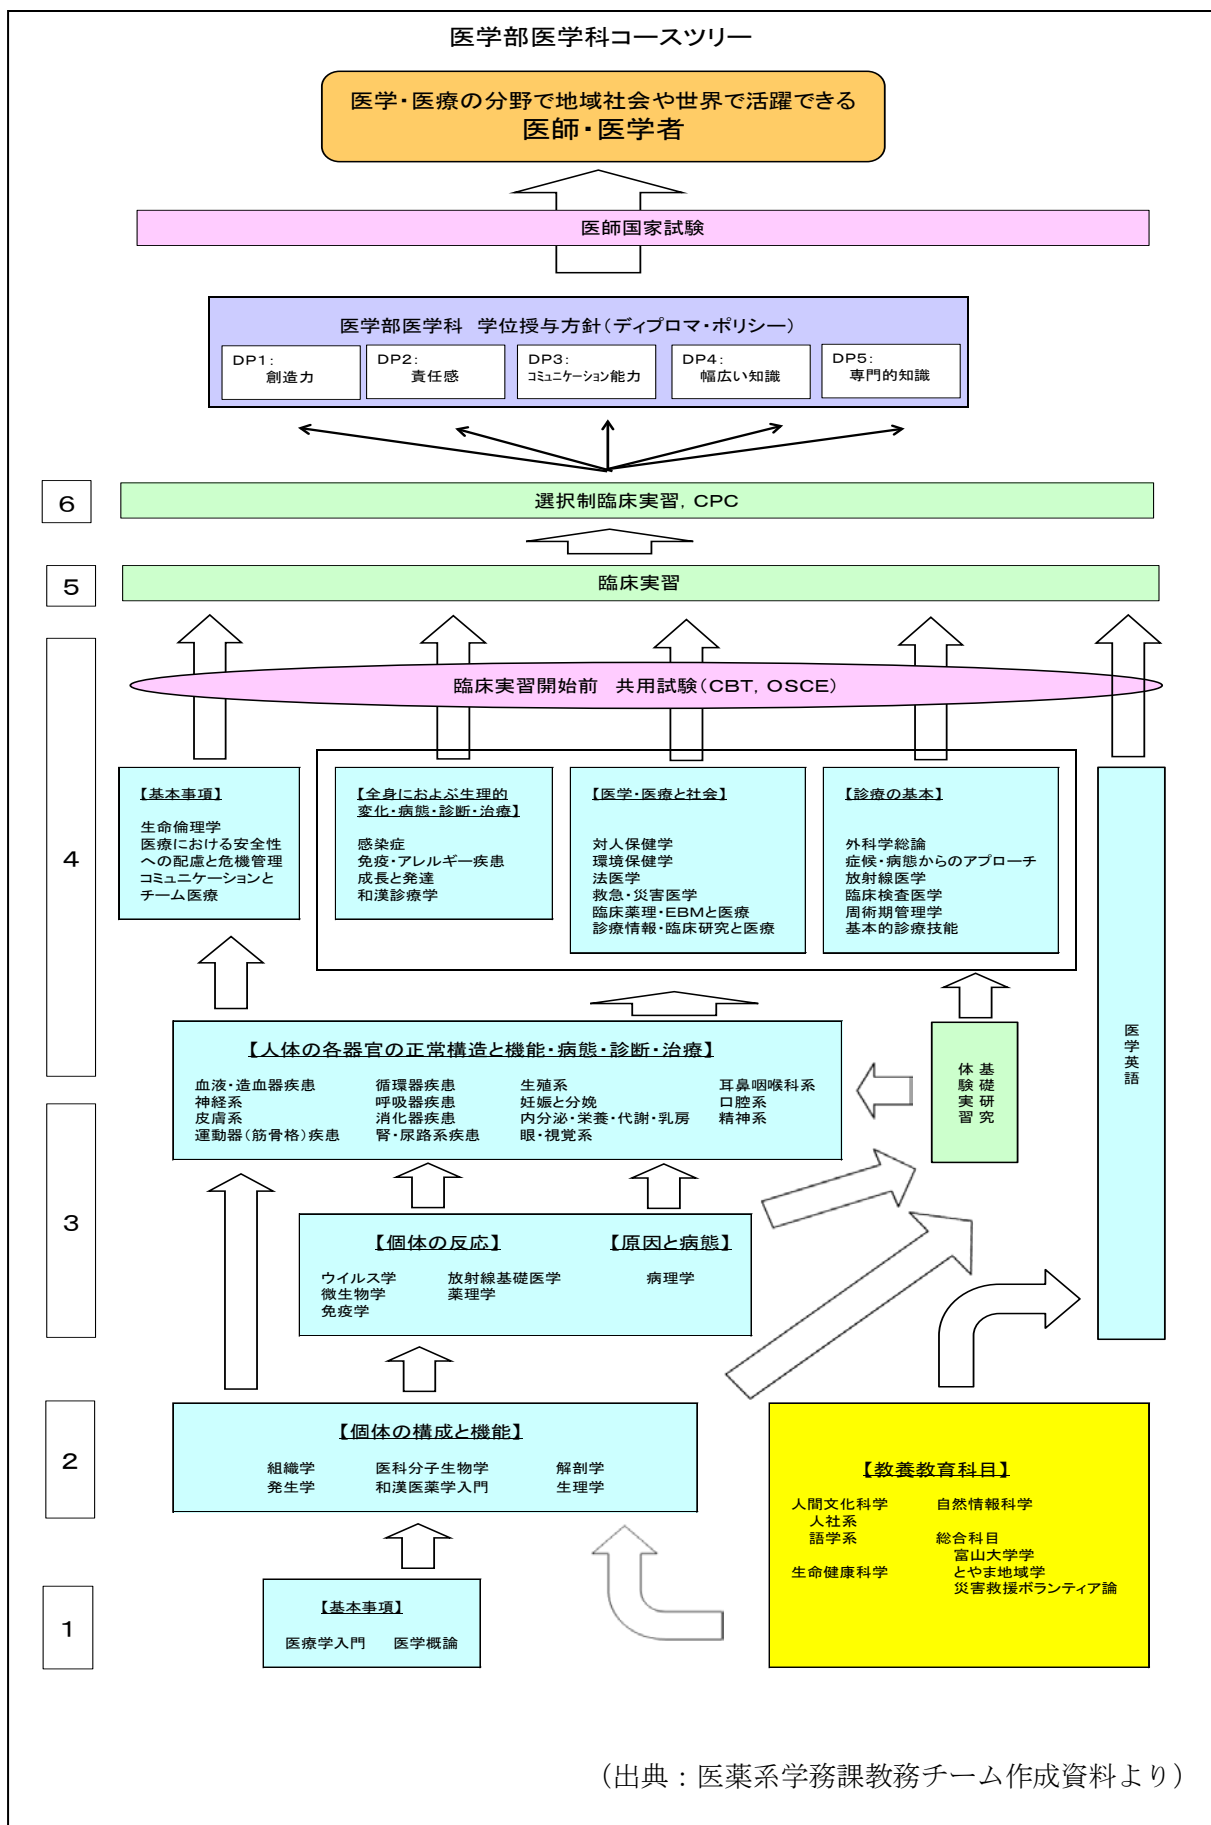 医学部医学科コースツリー
医学・医療の分野で地域社会や世界で活躍できる
医師・医学者
医師国家試験
医学部医学科 学位授与方針(ディプロマ・ポリシー)
DP1:
創造力
DP2:
責任感
DP3:
コミュニケーション能力
DP4:
幅広い知識
DP5:
専門的知識
6
選択制臨床実習, CPC
5
臨床実習
臨床実習開始前 共用試験(CBT, OSCE)
4
【基本事項】
生命倫理学
医療における安全性
への配慮と危機管理
コミュニケーションと
チーム医療
【全身におよぶ生理的
変化・病態・診断・治療】
感染症
免疫・アレルギー疾患
成長と発達
和漢診療学
【医学・医療と社会】
対人保健学
環境保健学
法医学
救急・災害医学
臨床薬理・EBMと医療
診療情報・臨床研究と医療
【診療の基本】
外科学総論
症候・病態からのアプローチ
放射線医学
臨床検査医学
周術期管理学
基本的診療技能
医学英語
【人体の各器官の正常構造と機能・病態・診断・治療】
血液・造血器疾患 循環器疾患 生殖系 耳鼻咽喉科系
神経系 呼吸器疾患 妊娠と分娩 口腔系
皮膚系 消化器疾患 内分泌・栄養・代謝・乳房 精神系
運動器(筋骨格)疾患 腎・尿路系疾患 眼・視覚系
基礎研究
体験実習
3
【個体の反応】 【原因と病態】
ウイルス学 放射線基礎医学 病理学
微生物学 薬理学
免疫学
2
【個体の構成と機能】
組織学 医科分子生物学 解剖学
発生学 和漢医薬学入門 生理学
【教養教育科目】
人間文化科学 自然情報科学
人社系
語学系 総合科目
富山大学学
生命健康科学 とやま地域学
災害救援ボランティア論
1
【基本事項】
医療学入門 医学概論
(出典：医薬系学務課教務チーム作成資料より)